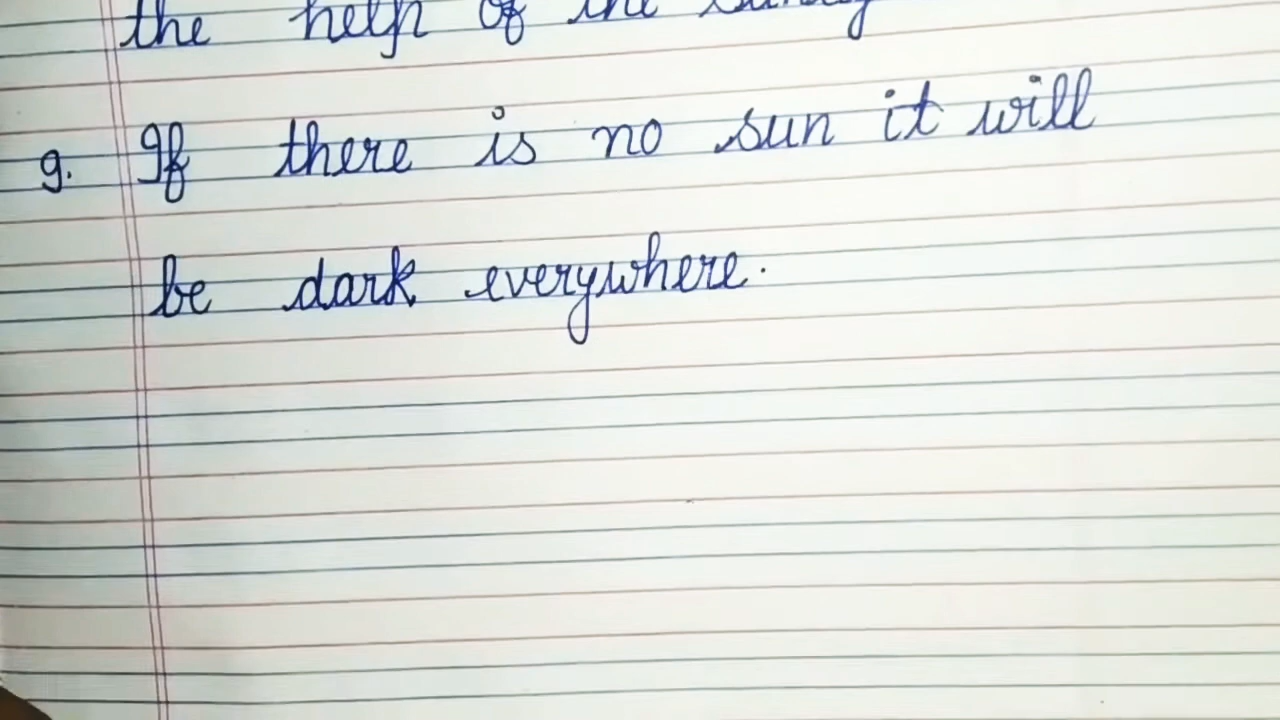 the help of the
9. If there is no sun it will
be dark everywhere.